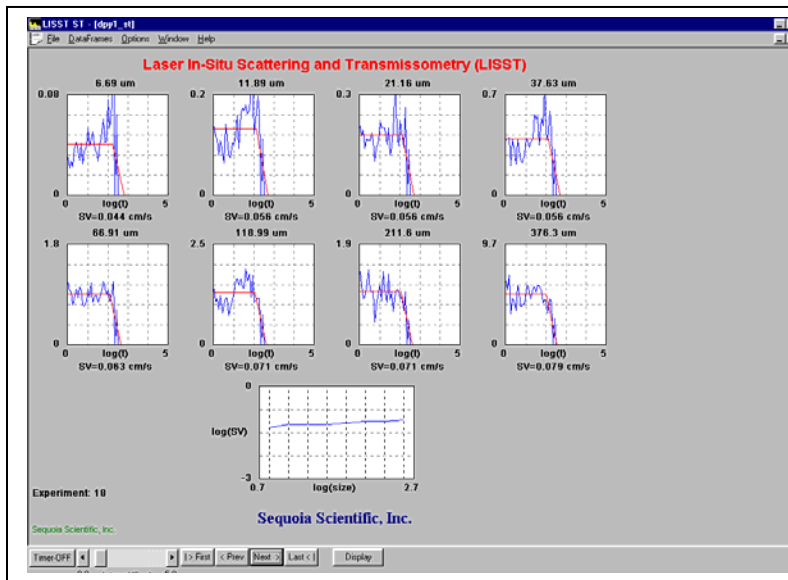 LISST ST - [dpy1_st]
File DataFrames Options Window Help
Laser In-Situ Scattering and Transmissometry (LISST)
6.69 um 11.89 um 21.16 um 37.63 um
0.08 0.2 0.3 0.7
0 0 0 0
0 log(t) 5 0 log(t) 5 0 log(t) 5 0 log(t) 5
SV=0.044 cm/s SV=0.056 cm/s SV=0.056 cm/s SV=0.056 cm/s
66.91 um 118.99 um 211.6 um 376.3 um
1.8 2.5 1.9 9.7
0 0 0 0
0 log(t) 5 0 log(t) 5 0 log(t) 5 0 log(t) 5
SV=0.063 cm/s SV=0.071 cm/s SV=0.071 cm/s SV=0.079 cm/s
0
log(SV)
-3
0.7 log(size) 2.7
Experiment: 18
Sequoia Scientific, Inc.
Sequoia Scientific, Inc.
Timer-OFF |> First < Prev Next > Last <| Display